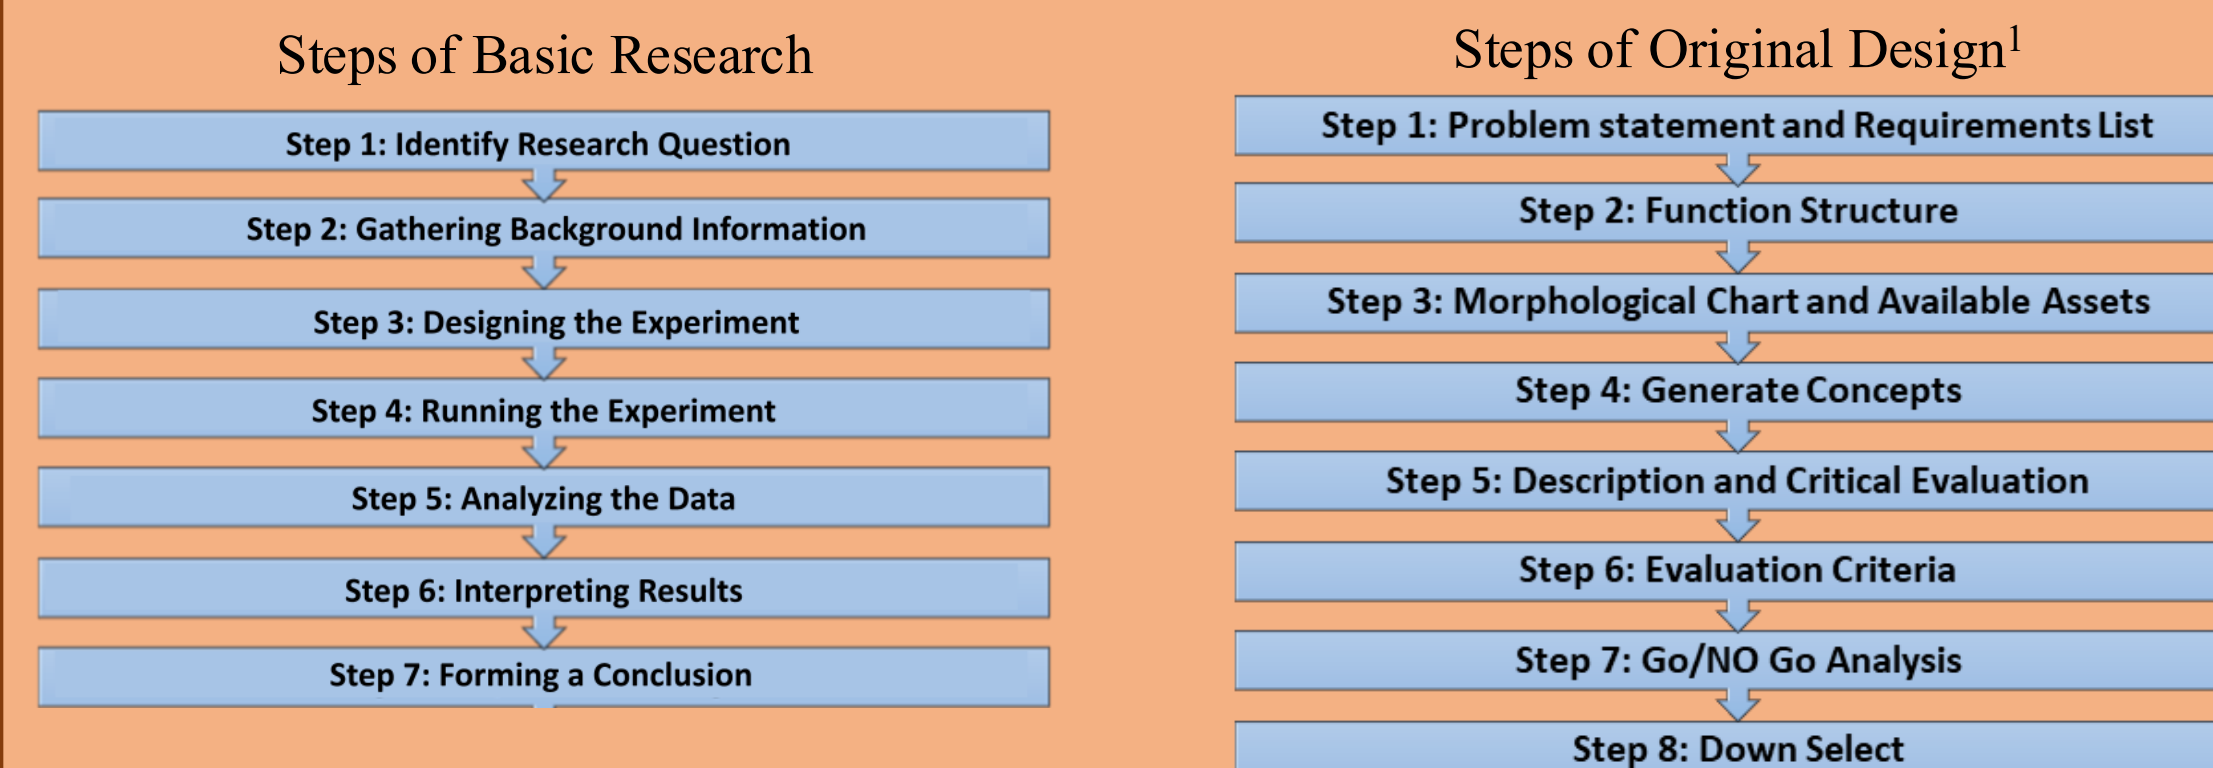 Steps of Basic Research
Step 1: Identify Research Question
Step 2: Gathering Background Information
Step 3: Designing the Experiment
Step 4: Running the Experiment
Step 5: Analyzing the Data
Step 6: Interpreting Results
Step 7: Forming a Conclusion
Steps of Original Design¹
Step 1: Problem statement and Requirements List
Step 2: Function Structure
Step 3: Morphological Chart and Available Assets
Step 4: Generate Concepts
Step 5: Description and Critical Evaluation
Step 6: Evaluation Criteria
Step 7: Go/NO Go Analysis
Step 8: Down Select